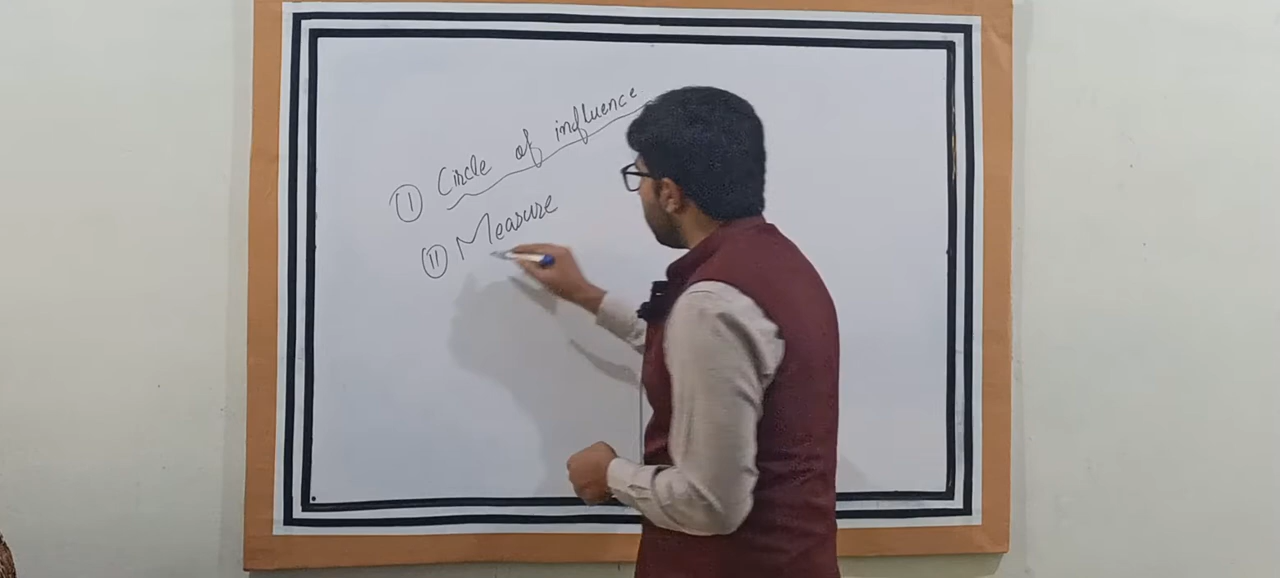 (I) Circle of influence
(II) Measure